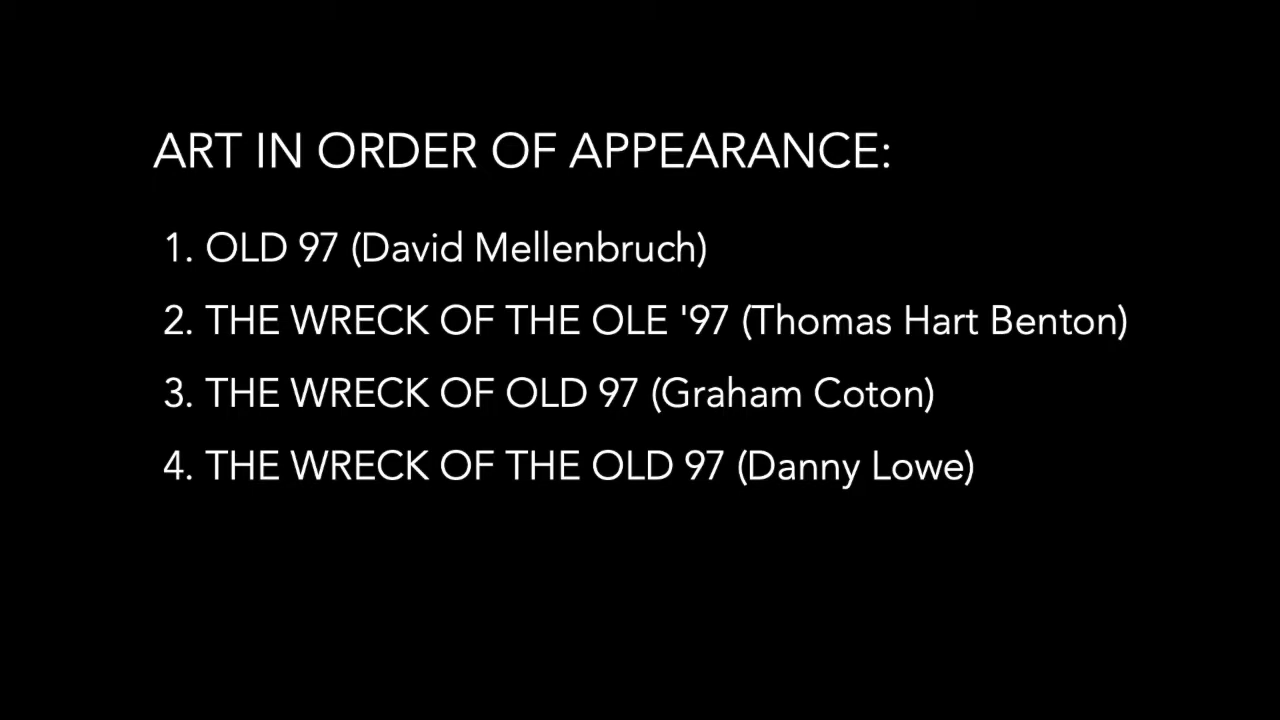 ART IN ORDER OF APPEARANCE:
1. OLD 97 (David Mellenbruch)
2. THE WRECK OF THE OLE '97 (Thomas Hart Benton)
3. THE WRECK OF OLD 97 (Graham Coton)
4. THE WRECK OF THE OLD 97 (Danny Lowe)